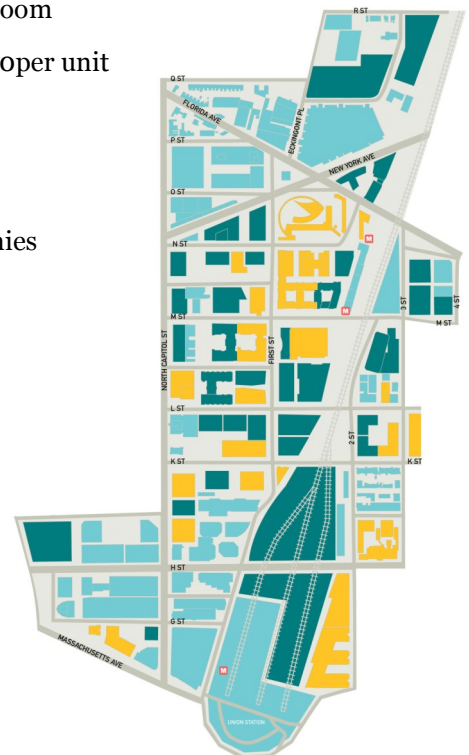 oom
oper unit
nies
R ST
Q ST
FLORIDA AVE
ECKINGONT PL
P ST
NEW YORK AVE
O ST
N ST
M
3 ST
4 ST
M
M ST
M ST
NORTH CAPITOL ST
FIRST ST
L ST
2 ST
K ST
K ST
H ST
G ST
MASSACHUSETTS AVE
M
UNION STATION